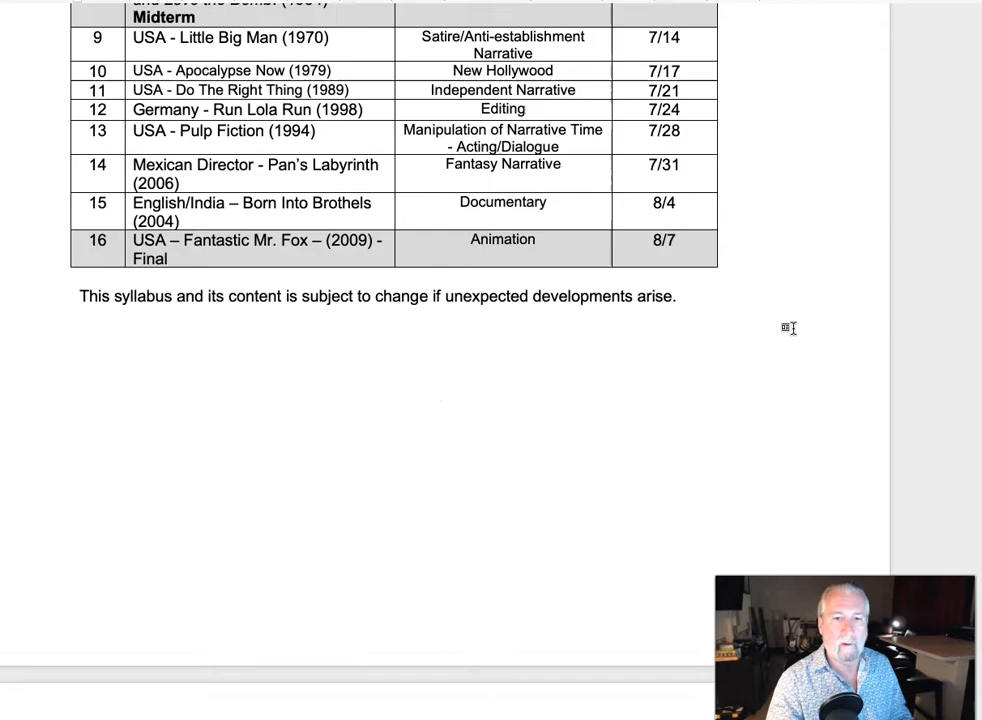 Midterm
9 USA - Little Big Man (1970) Satire/Anti-establishment Narrative 7/14
10 USA - Apocalypse Now (1979) New Hollywood 7/17
11 USA - Do The Right Thing (1989) Independent Narrative 7/21
12 Germany - Run Lola Run (1998) Editing 7/24
13 USA - Pulp Fiction (1994) Manipulation of Narrative Time - Acting/Dialogue 7/28
14 Mexican Director - Pan's Labyrinth (2006) Fantasy Narrative 7/31
15 English/India – Born Into Brothels (2004) Documentary 8/4
16 USA – Fantastic Mr. Fox – (2009) - Final Animation 8/7
This syllabus and its content is subject to change if unexpected developments arise.